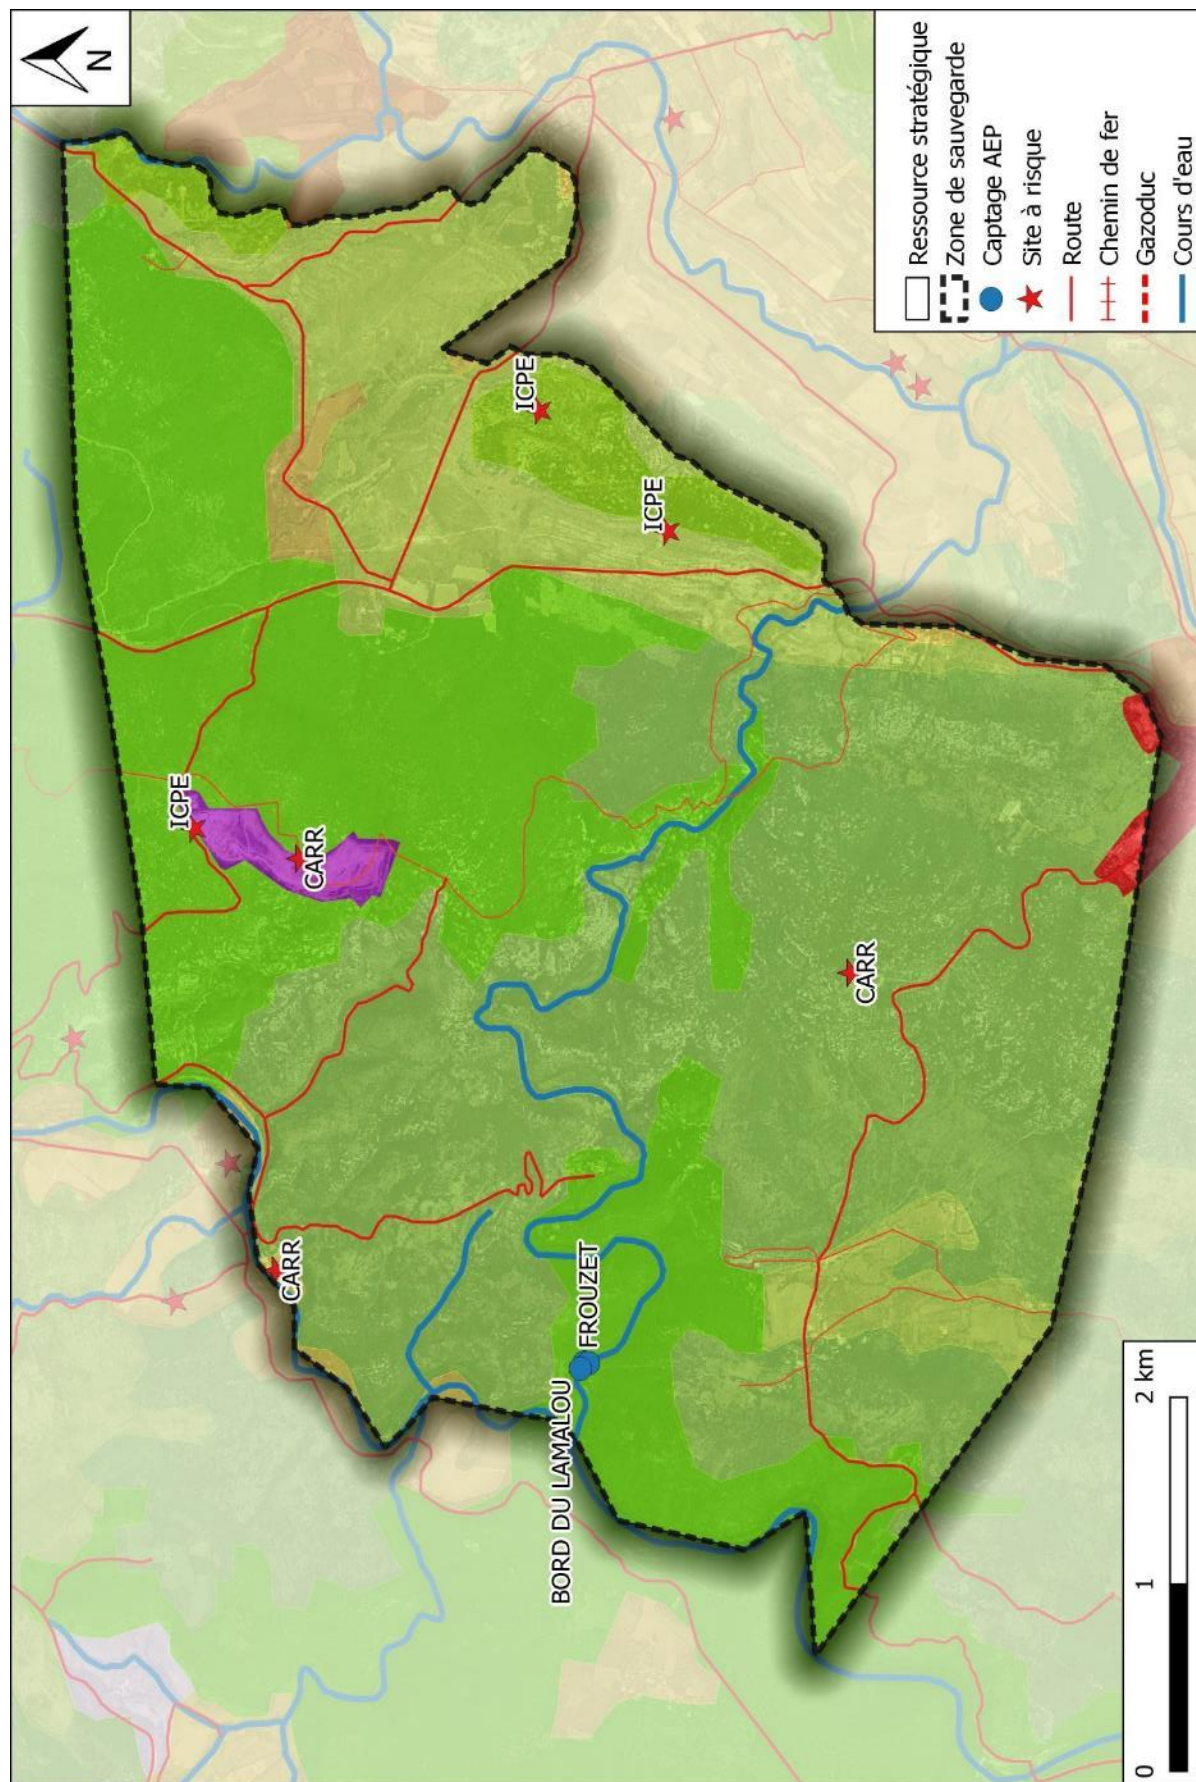 N
ICPE
CARR
CARR
BORD DU LAMALOU
FROUZET
ICPE
ICPE
CARR
0 1 2 km
Ressource stratégique
Zone de sauvegarde
Captage AEP
Site à risque
Route
Chemin de fer
Gazoduc
Cours d'eau